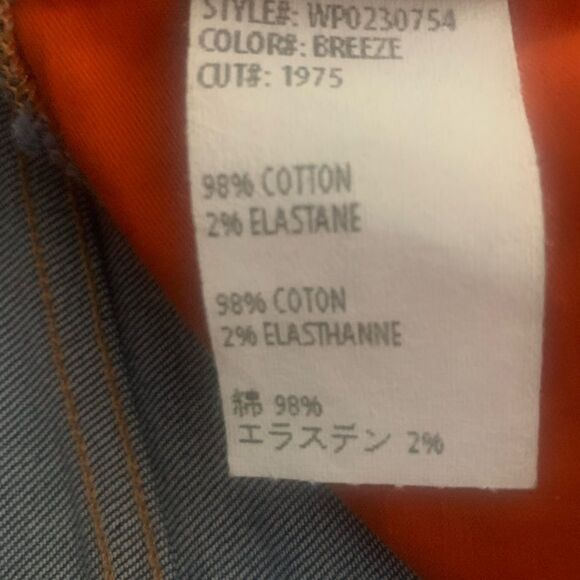 STYLE#: WP0230754
COLOR#: BREEZE
CUT#: 1975
98% COTTON
2% ELASTANE
98% COTON
2% ELASTHANNE
綿 98%
エラスデン 2%